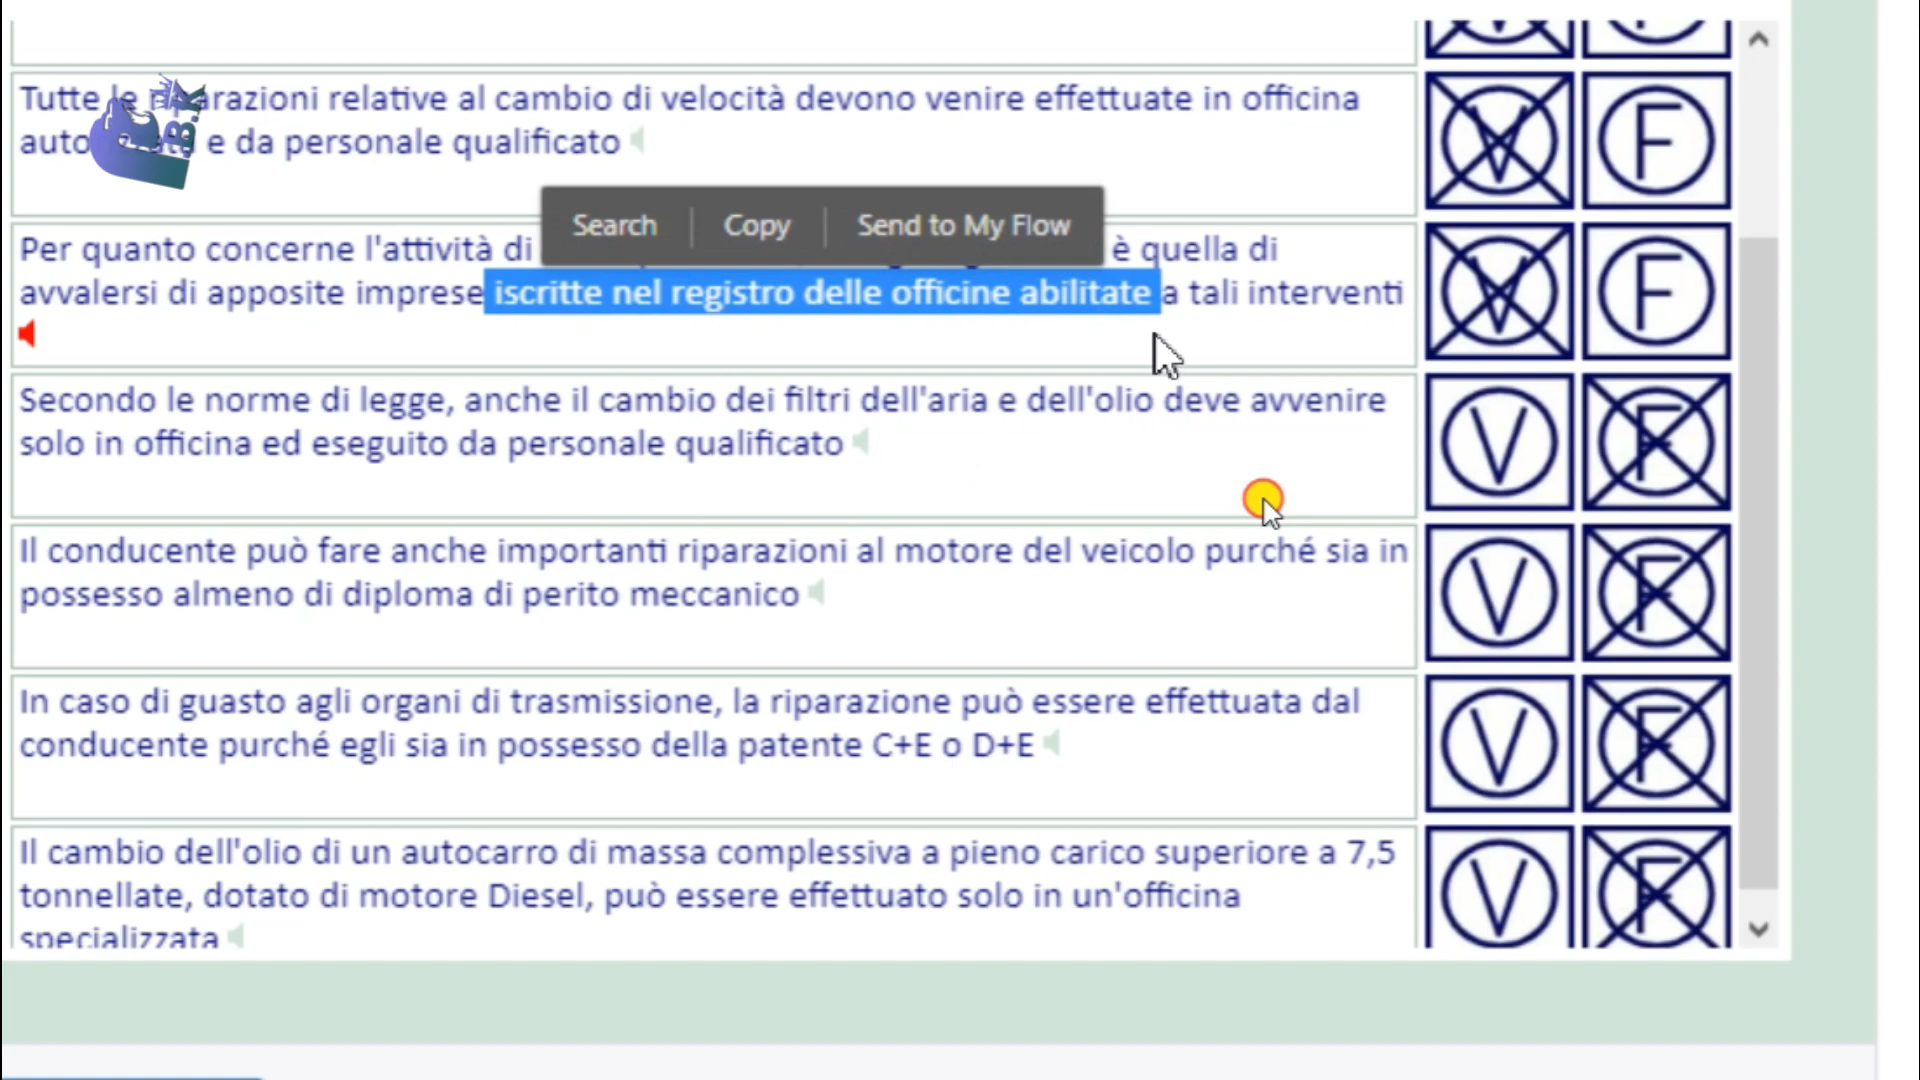 Tutte le riparazioni relative al cambio di velocità devono venire effettuate in officina
e da personale qualificato
Search Copy Send to My Flow
Per quanto concerne l'attività di è quella di
avvalersi di apposite imprese iscritte nel registro delle officine abilitate a tali interventi
Secondo le norme di legge, anche il cambio dei filtri dell'aria e dell'olio deve avvenire
solo in officina ed eseguito da personale qualificato
Il conducente può fare anche importanti riparazioni al motore del veicolo purché sia in
possesso almeno di diploma di perito meccanico
In caso di guasto agli organi di trasmissione, la riparazione può essere effettuata dal
conducente purché egli sia in possesso della patente C+E o D+E
Il cambio dell'olio di un autocarro di massa complessiva a pieno carico superiore a 7,5
tonnellate, dotato di motore Diesel, può essere effettuato solo in un'officina
specializzata
V F
V F
V F
V F
V F
V F
B.K